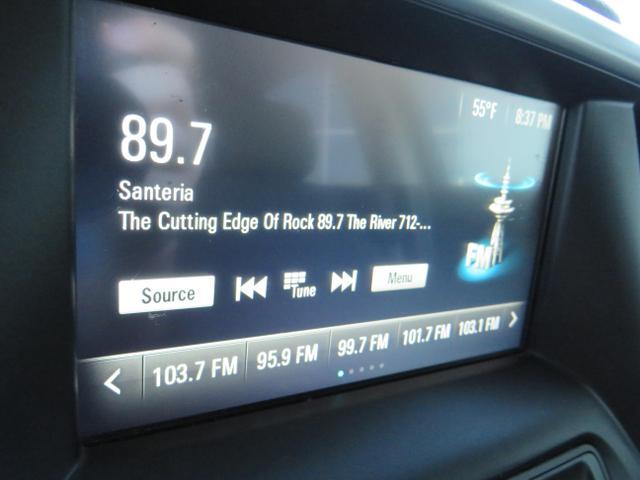 55°F 8:37 PM
89.7
Santeria
The Cutting Edge Of Rock 89.7 The River 712-...
FM
Source Tune Menu
< 103.7 FM 95.9 FM 99.7 FM 101.7 FM 103.1 FM >